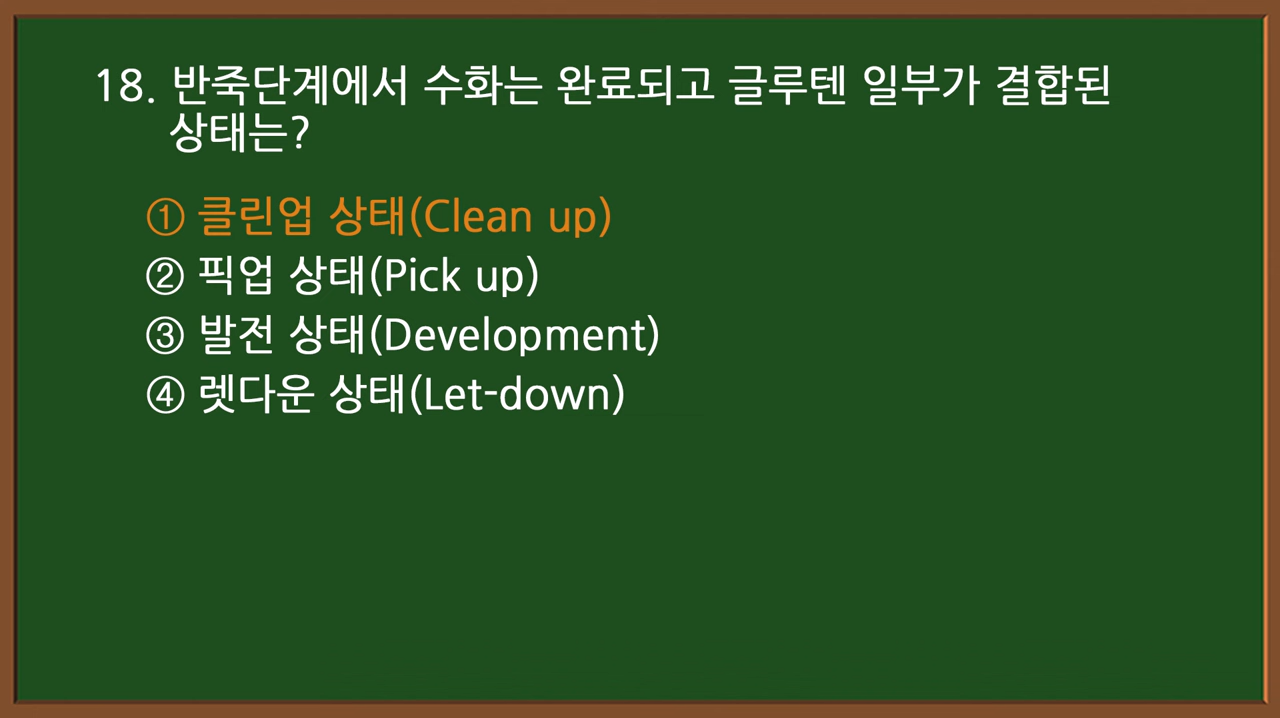 18. 반죽단계에서 수화는 완료되고 글루텐 일부가 결합된
상태는?
① 클린업 상태(Clean up)
② 픽업 상태(Pick up)
③ 발전 상태(Development)
④ 렛다운 상태(Let-down)